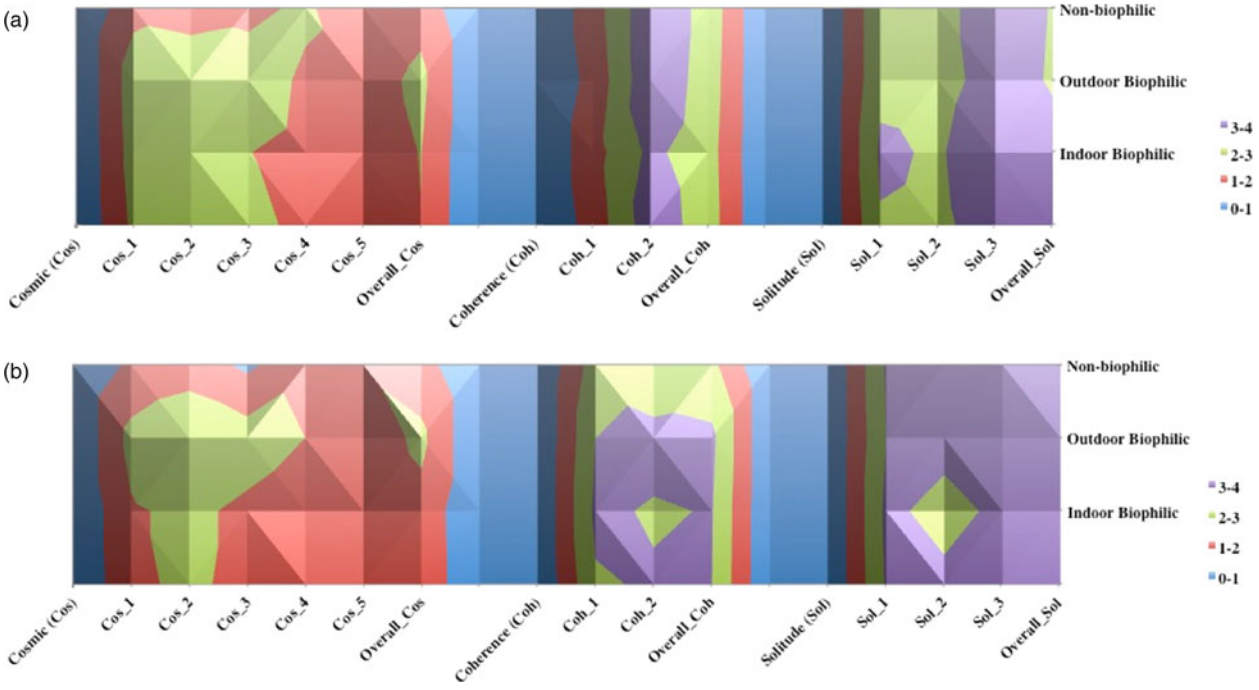 (a)
Non-biophilic
Outdoor Biophilic
Indoor Biophilic
3-4
2-3
1-2
0-1
Cosmic (Cos)
Cos_1
Cos_2
Cos_3
Cos_4
Cos_5
Overall_Cos
Coherence (Coh)
Coh_1
Coh_2
Overall_Coh
Solitude (Sol)
Sol_1
Sol_2
Sol_3
Overall_Sol
(b)
Non-biophilic
Outdoor Biophilic
Indoor Biophilic
3-4
2-3
1-2
0-1
Cosmic (Cos)
Cos_1
Cos_2
Cos_3
Cos_4
Cos_5
Overall_Cos
Coherence (Coh)
Coh_1
Coh_2
Overall_Coh
Solitude (Sol)
Sol_1
Sol_2
Sol_3
Overall_Sol